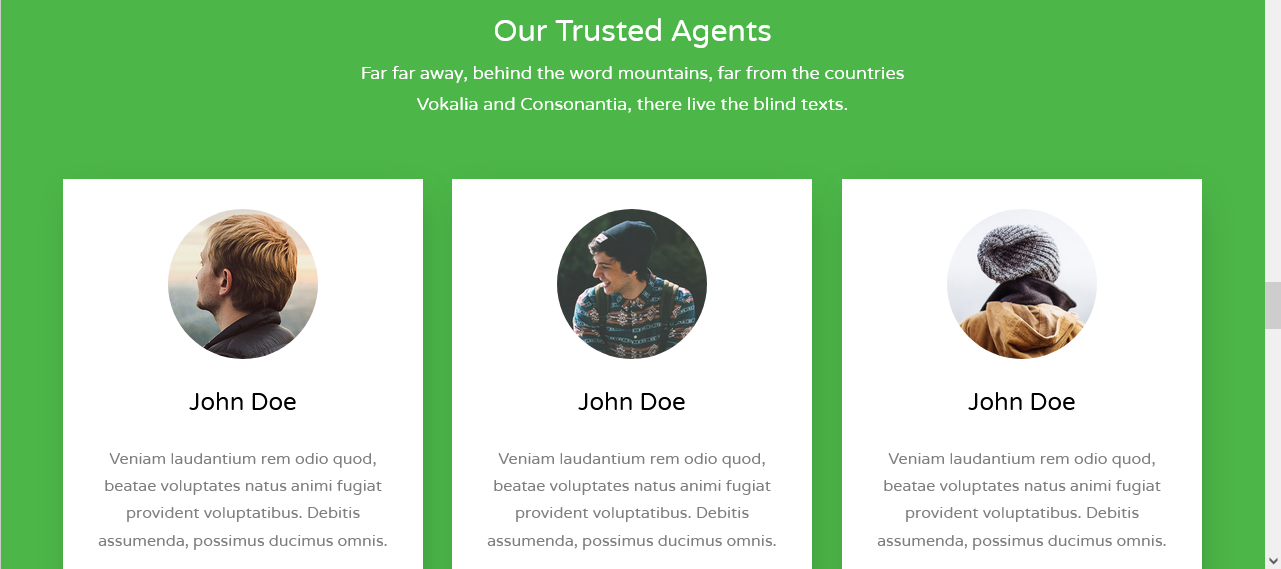 Our Trusted Agents
Far far away, behind the word mountains, far from the countries
Vokalia and Consonantia, there live the blind texts.
John Doe
Veniam laudantium rem odio quod,
beatae voluptates natus animi fugiat
provident voluptatibus. Debitis
assumenda, possimus ducimus omnis.
John Doe
Veniam laudantium rem odio quod,
beatae voluptates natus animi fugiat
provident voluptatibus. Debitis
assumenda, possimus ducimus omnis.
John Doe
Veniam laudantium rem odio quod,
beatae voluptates natus animi fugiat
provident voluptatibus. Debitis
assumenda, possimus ducimus omnis.